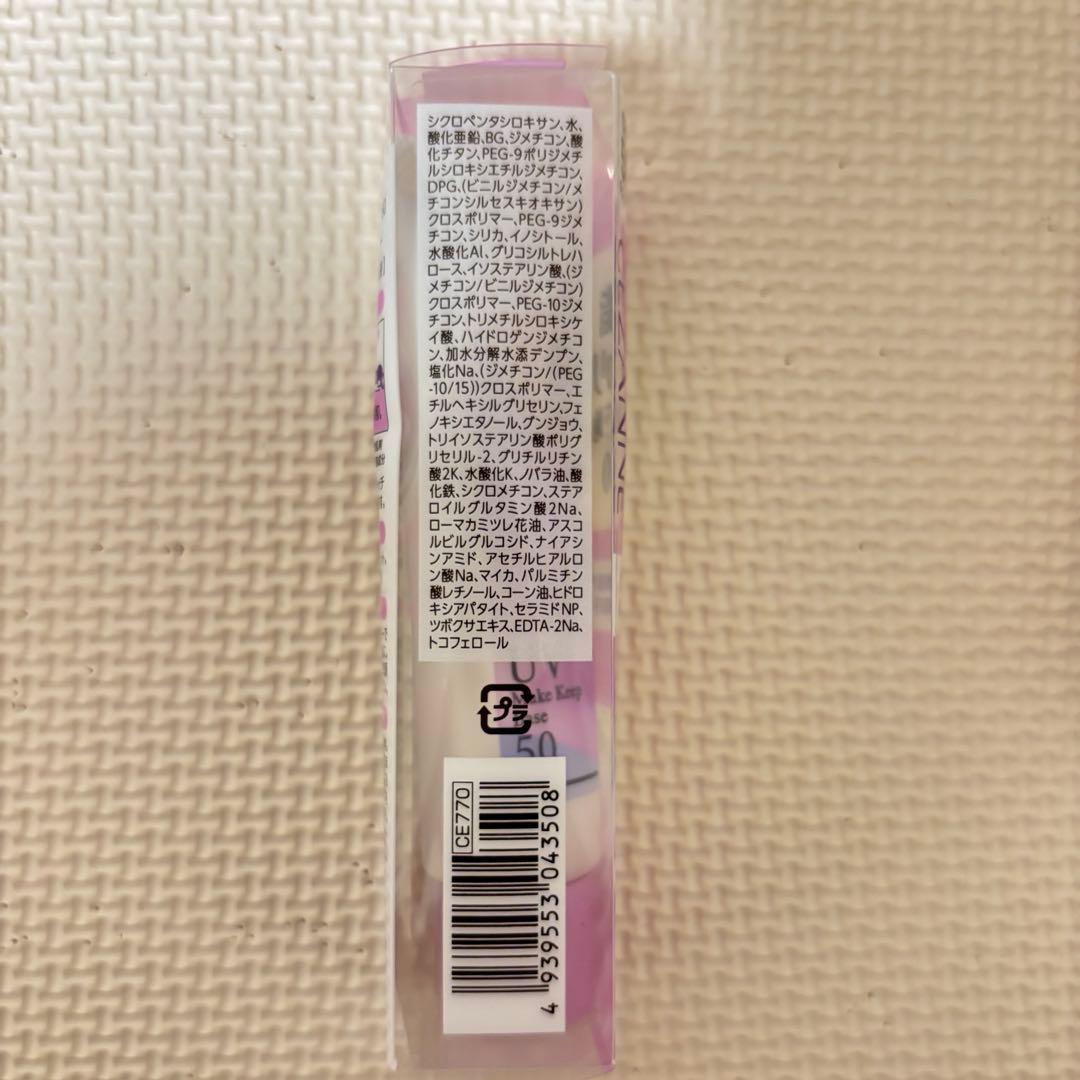 シクロペンタシロキサン、水、
酸化亜鉛、BG、ジメチコン、酸
化チタン、PEG-9ポリジメチ
ルシロキシエチルジメチコン、
DPG、(ビニルジメチコン/メ
チコンシルセスキオキサン)
クロスポリマー、PEG-9ジメ
チコン、シリカ、イノシトール、
水酸化Al、グリコシルトレハ
ロース、イソステアリン酸、(ジ
メチコン/ビニルジメチコン)
クロスポリマー、PEG-10ジメ
チコン、トリメチルシロキシケ
イ酸、ハイドロゲンジメチコ
ン、加水分解水添デンプン、
塩化Na、(ジメチコン/(PEG
-10/15))クロスポリマー、エ
チルヘキシルグリセリン、フェ
ノキシエタノール、グンジョウ、
トリイソステアリン酸ポリグ
リセリル-2、グリチルリチン
酸2K、水酸化K、ノバラ油、酸
化鉄、シクロメチコン、ステア
ロイルグルタミン酸2Na、
ローマカミツレ花油、アスコ
ルビルグルコシド、ナイアシ
ンアミド、アセチルヒアルロ
ン酸Na、マイカ、パルミチン
酸レチノール、コーン油、ヒドロ
キシアパタイト、セラミドNP、
ツボクサエキス、EDTA-2Na、
トコフェロール
UV
Make Keep
Base
50
プラ
CE770
4 939553 043508
CEZANNE